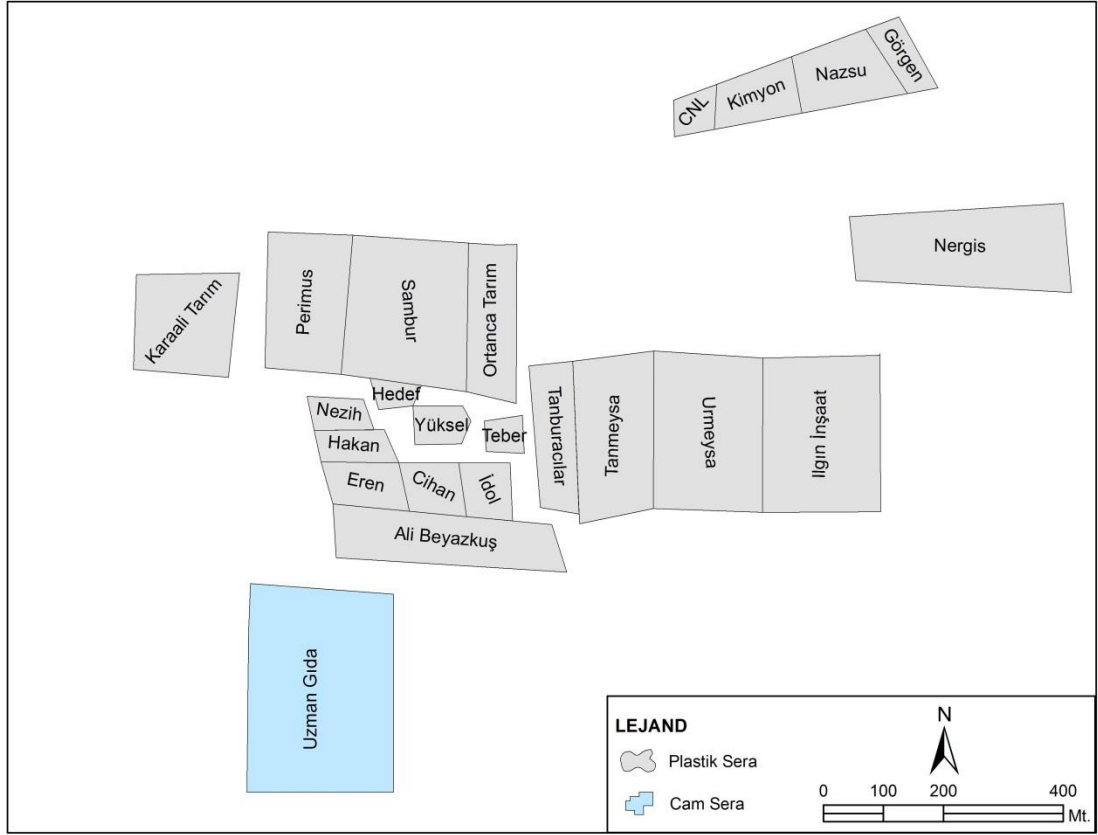 Görgen
Nazsu
Kimyon
CNL
Nergis
Karaali Tarım
Perimus
Sambur
Ortanca Tarım
Hedef
Nezih
Yüksel
Teber
Hakan
Eren
Cihan
İdol
Ali Beyazkuş
Tanburacılar
Tanmeysa
Urmeysa
Ilgın İnşaat
Uzman Gıda
LEJAND
Plastik Sera
Cam Sera
N
0 100 200 400
Mt.